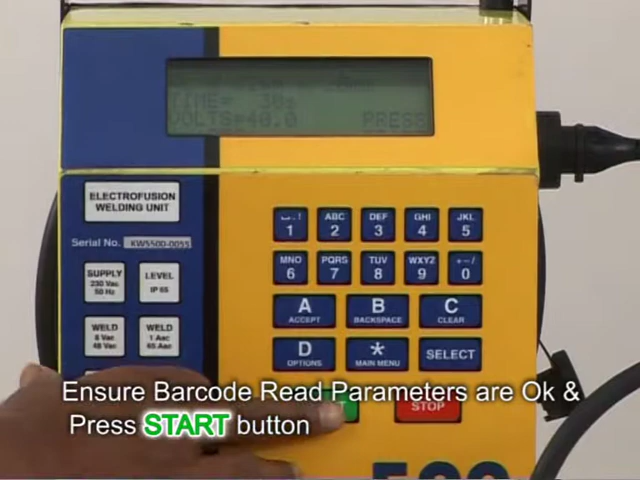 TIME= 38s
VOLTS=40.0 PRESS
ELECTROFUSION
WELDING UNIT
Serial No. KW5500-0055
SUPPLY
230 Vac
50 Hz
LEVEL
IP 65
WELD
8 Vac
48 Vac
WELD
1 Aac
65 Aac
1
ABC
2
DEF
3
GHI
4
JKL
5
MNO
6
PQRS
7
TUV
8
WXYZ
9
0
A
ACCEPT
B
BACKSPACE
C
CLEAR
D
OPTIONS
*
MAIN MENU
SELECT
STOP
Ensure Barcode Read Parameters are Ok &
Press START button